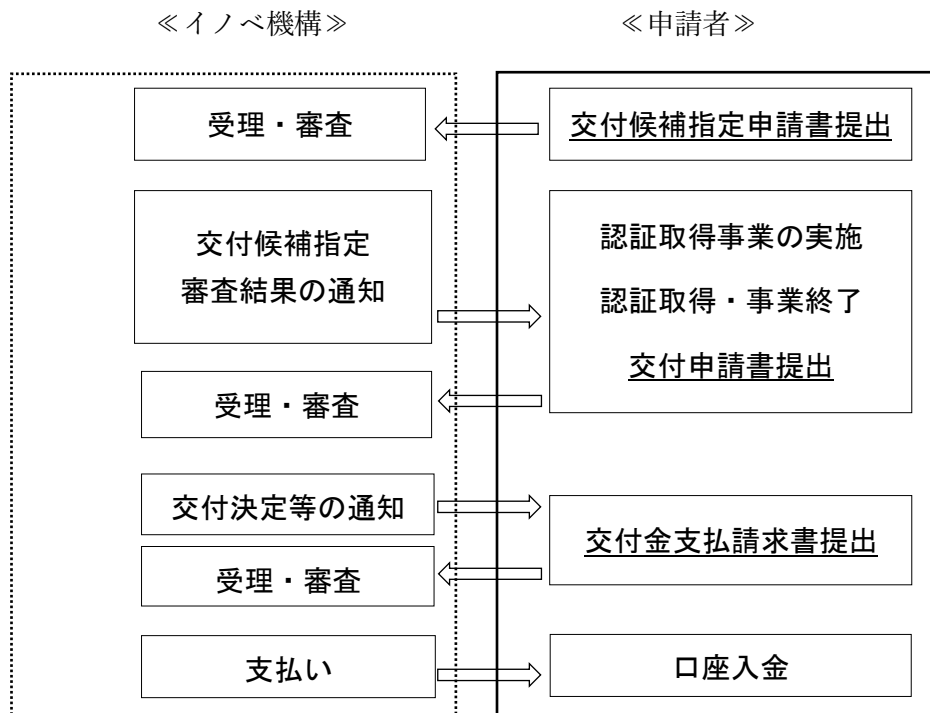 ≪イノベ機構≫
≪申請者≫
受理・審査
交付候補指定申請書提出
交付候補指定
審査結果の通知
認証取得事業の実施
認証取得・事業終了
交付申請書提出
受理・審査
交付決定等の通知
交付金支払請求書提出
受理・審査
支払い
口座入金